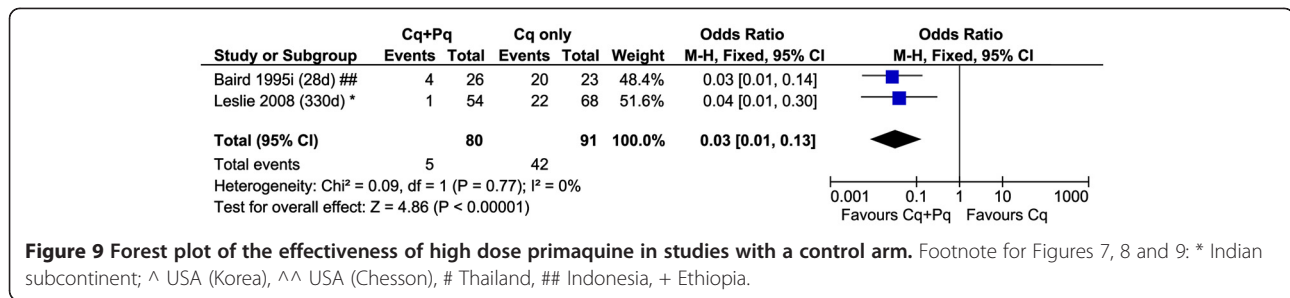 Cq+Pq Cq only Odds Ratio Odds Ratio
Study or Subgroup Events Total Events Total Weight M-H, Fixed, 95% CI M-H, Fixed, 95% CI
Baird 1995i (28d) ## 4 26 20 23 48.4% 0.03 [0.01, 0.14]
Leslie 2008 (330d) * 1 54 22 68 51.6% 0.04 [0.01, 0.30]
Total (95% CI) 80 91 100.0% 0.03 [0.01, 0.13]
Total events 5 42
Heterogeneity: Chi² = 0.09, df = 1 (P = 0.77); I² = 0%
Test for overall effect: Z = 4.86 (P < 0.00001)
0.001 0.1 1 10 1000
Favours Cq+Pq Favours Cq
Figure 9 Forest plot of the effectiveness of high dose primaquine in studies with a control arm. Footnote for Figures 7, 8 and 9: * Indian
subcontinent; ^ USA (Korea), ^^ USA (Chesson), # Thailand, ## Indonesia, + Ethiopia.